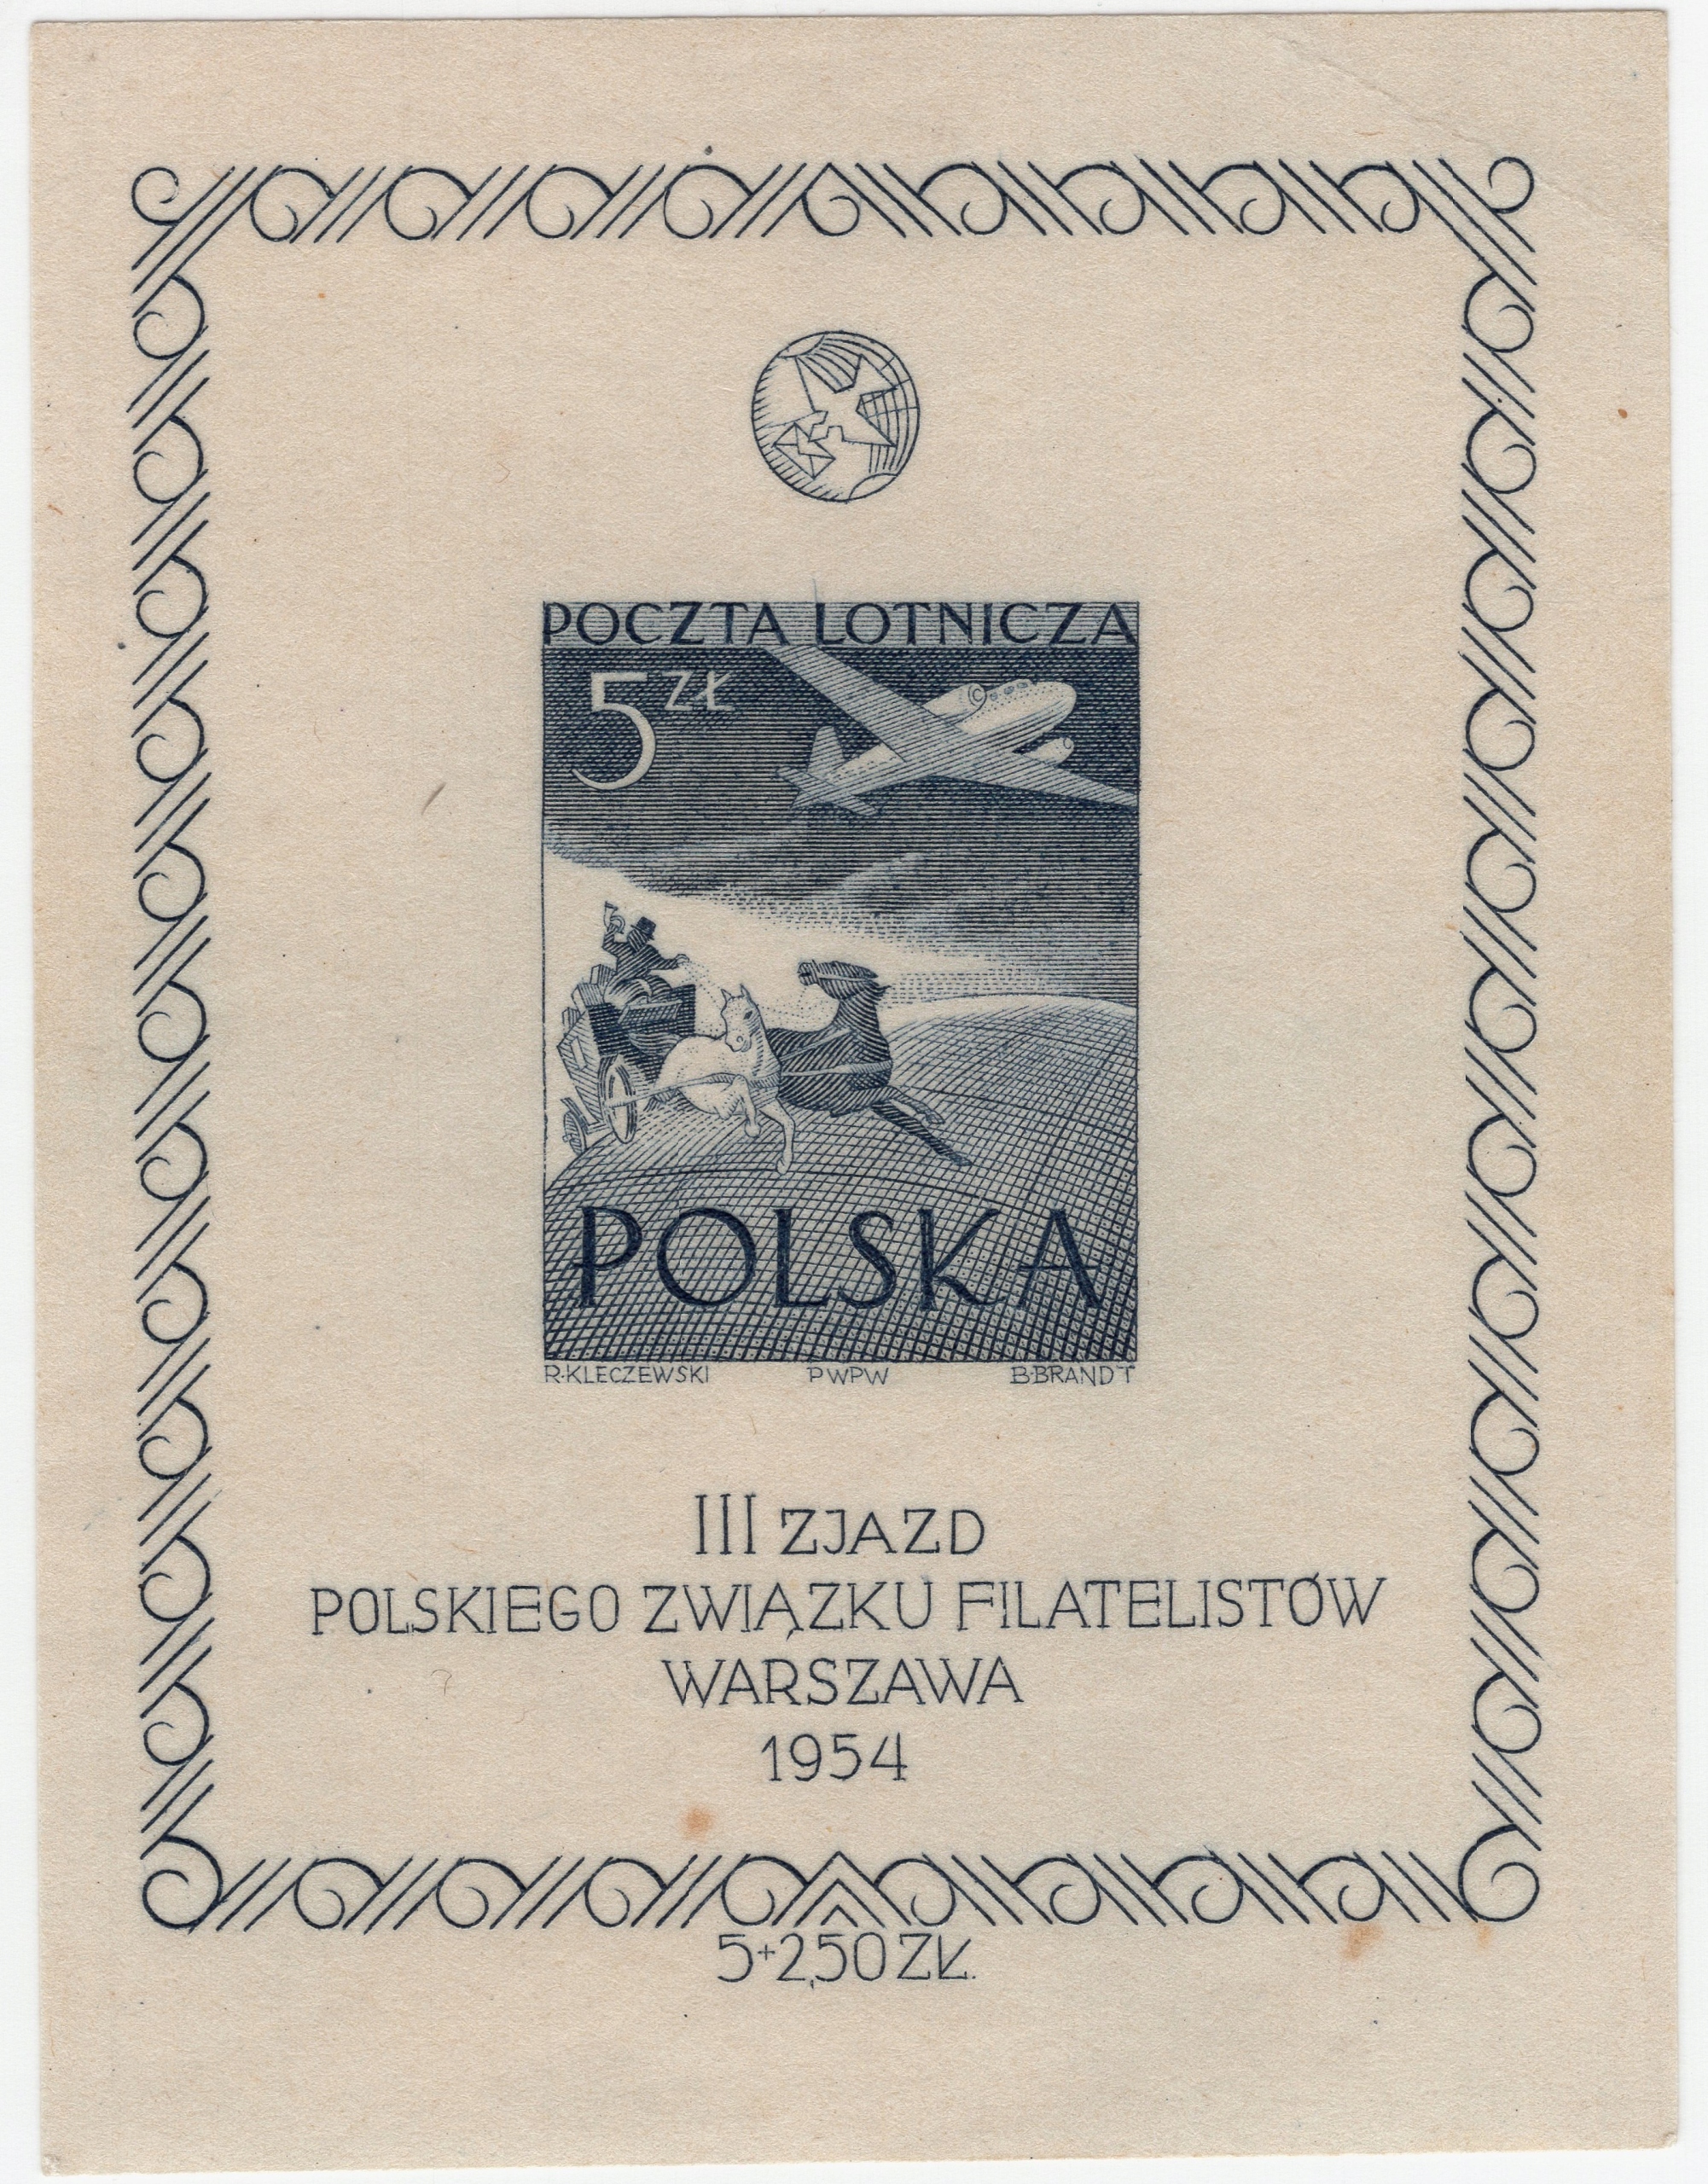 POCZTA LOTNICZA
5 ZŁ
POLSKA
R·KLECZEWSKI PWPW B·BRANDT
III ZJAZD
POLSKIEGO ZWIĄZKU FILATELISTÓW
WARSZAWA
1954
5+2,50 ZŁ.